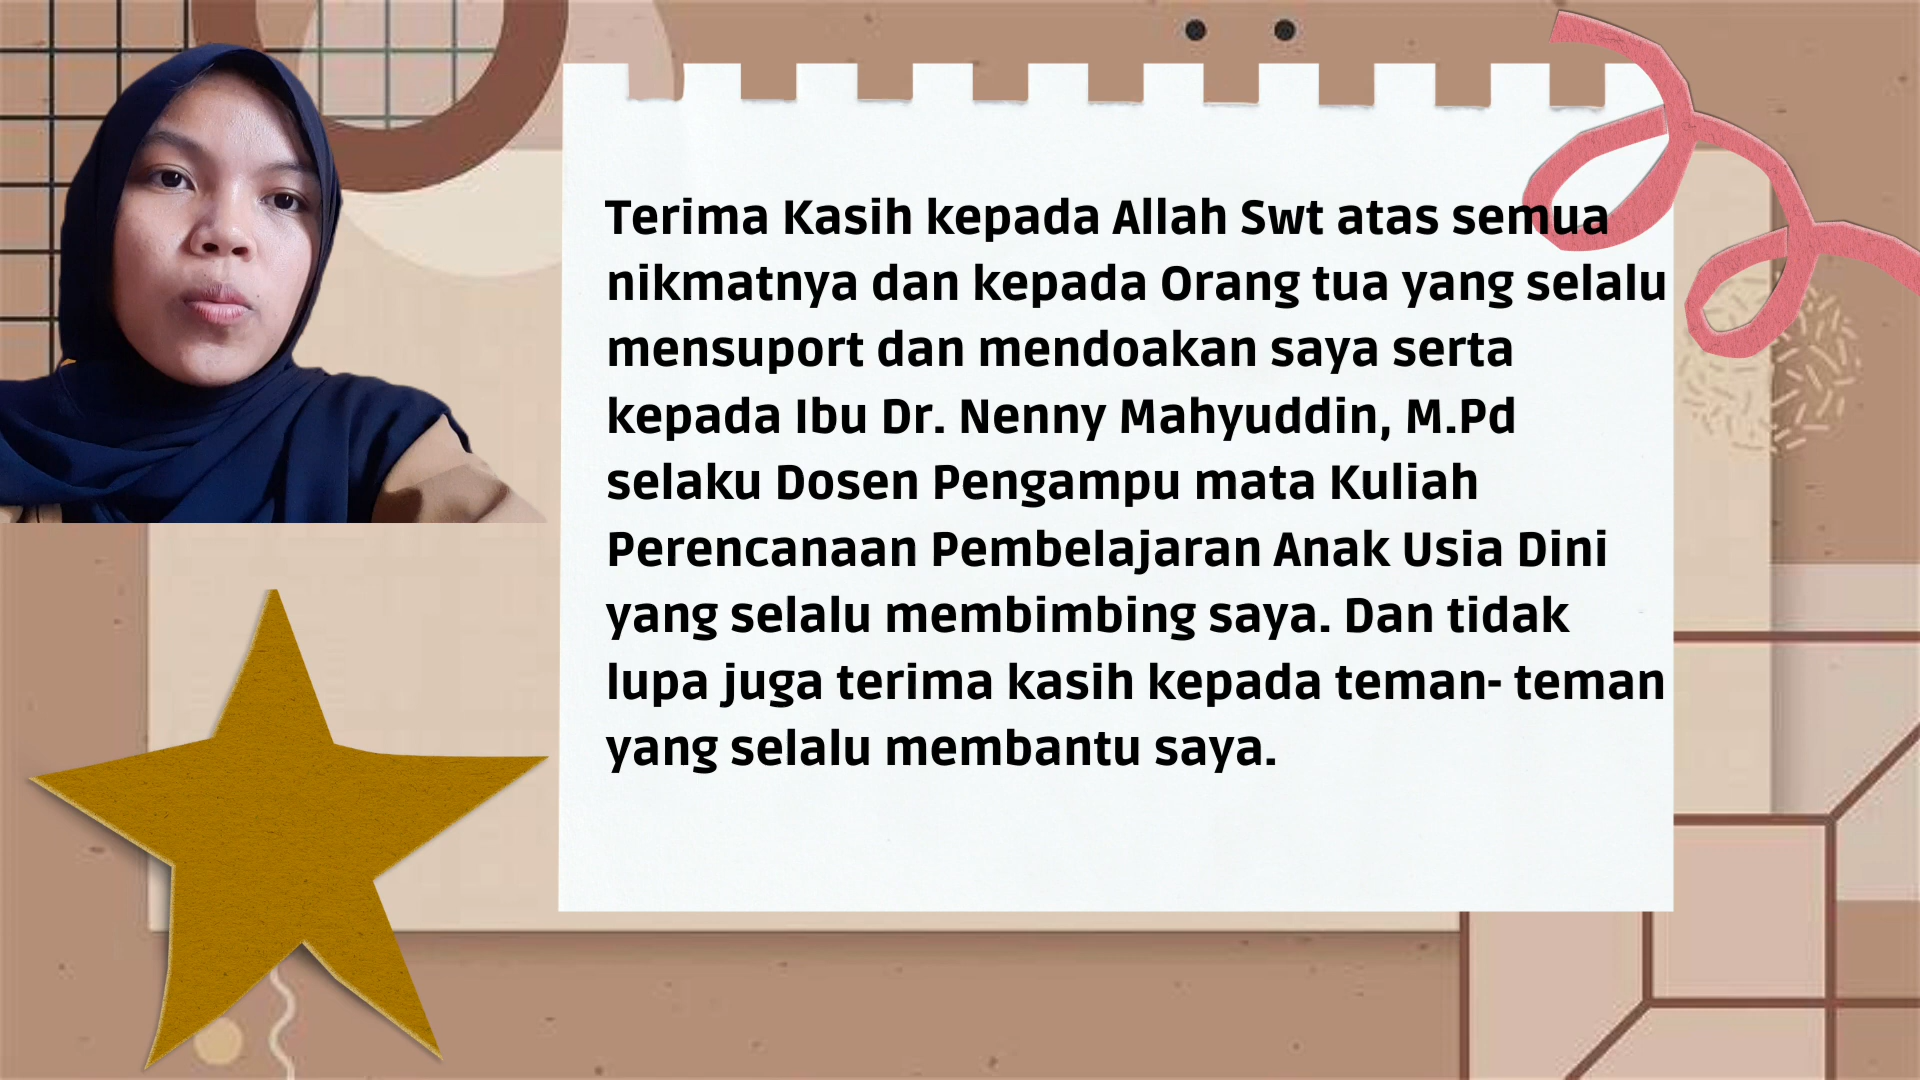 Terima Kasih kepada Allah Swt atas semua
nikmatnya dan kepada Orang tua yang selalu
mensuport dan mendoakan saya serta
kepada Ibu Dr. Nenny Mahyuddin, M.Pd
selaku Dosen Pengampu mata Kuliah
Perencanaan Pembelajaran Anak Usia Dini
yang selalu membimbing saya. Dan tidak
lupa juga terima kasih kepada teman- teman
yang selalu membantu saya.